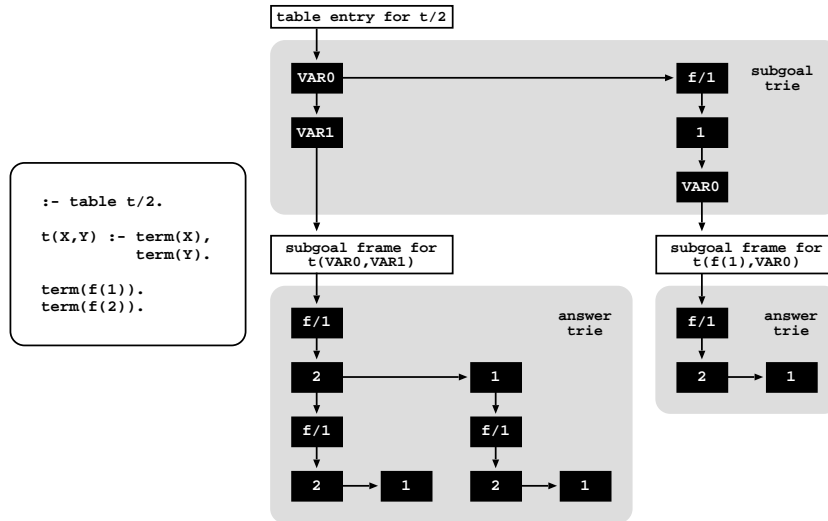 table entry for t/2
VAR0
f/1
subgoal
trie
VAR1
1
VAR0
:- table t/2.
t(X,Y) :- term(X),
term(Y).
term(f(1)).
term(f(2)).
subgoal frame for
t(VAR0,VAR1)
subgoal frame for
t(f(1),VAR0)
f/1
answer
trie
f/1
answer
trie
2
1
2
1
f/1
f/1
2
1
2
1